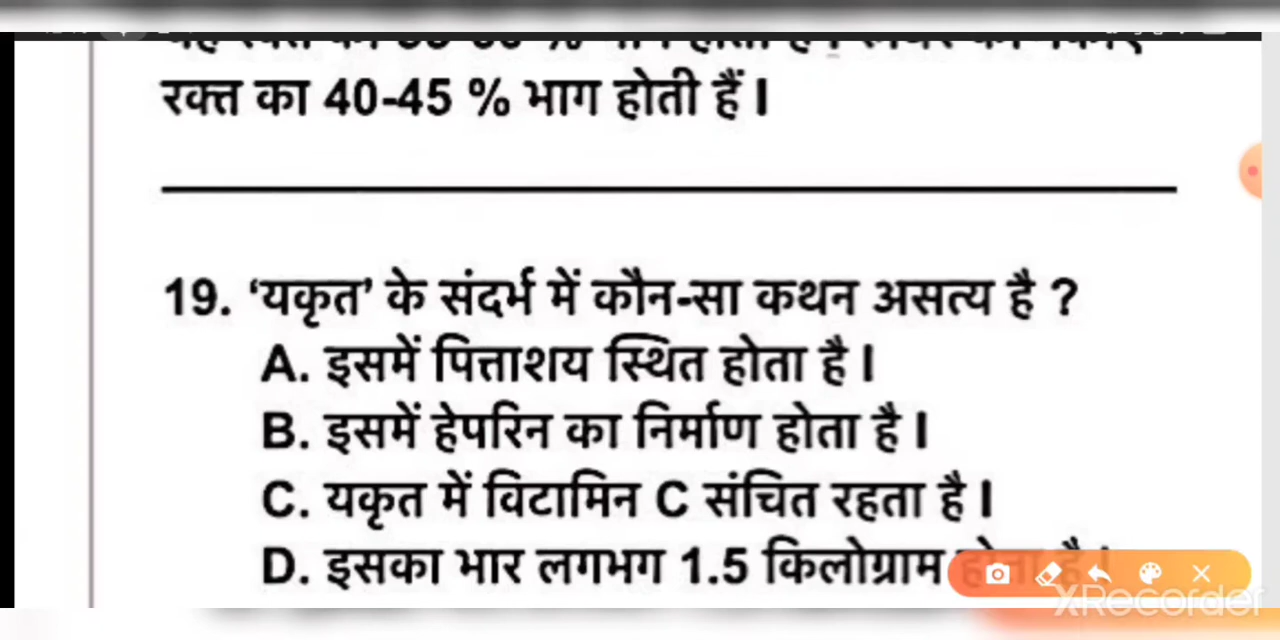 रक्त का 40-45 % भाग होती हैं I
19. ‘यकृत’ के संदर्भ में कौन-सा कथन असत्य है ?
A. इसमें पित्ताशय स्थित होता है I
B. इसमें हेपरिन का निर्माण होता है I
C. यकृत में विटामिन C संचित रहता है I
D. इसका भार लगभग 1.5 किलोग्राम होता है I
XRecorder